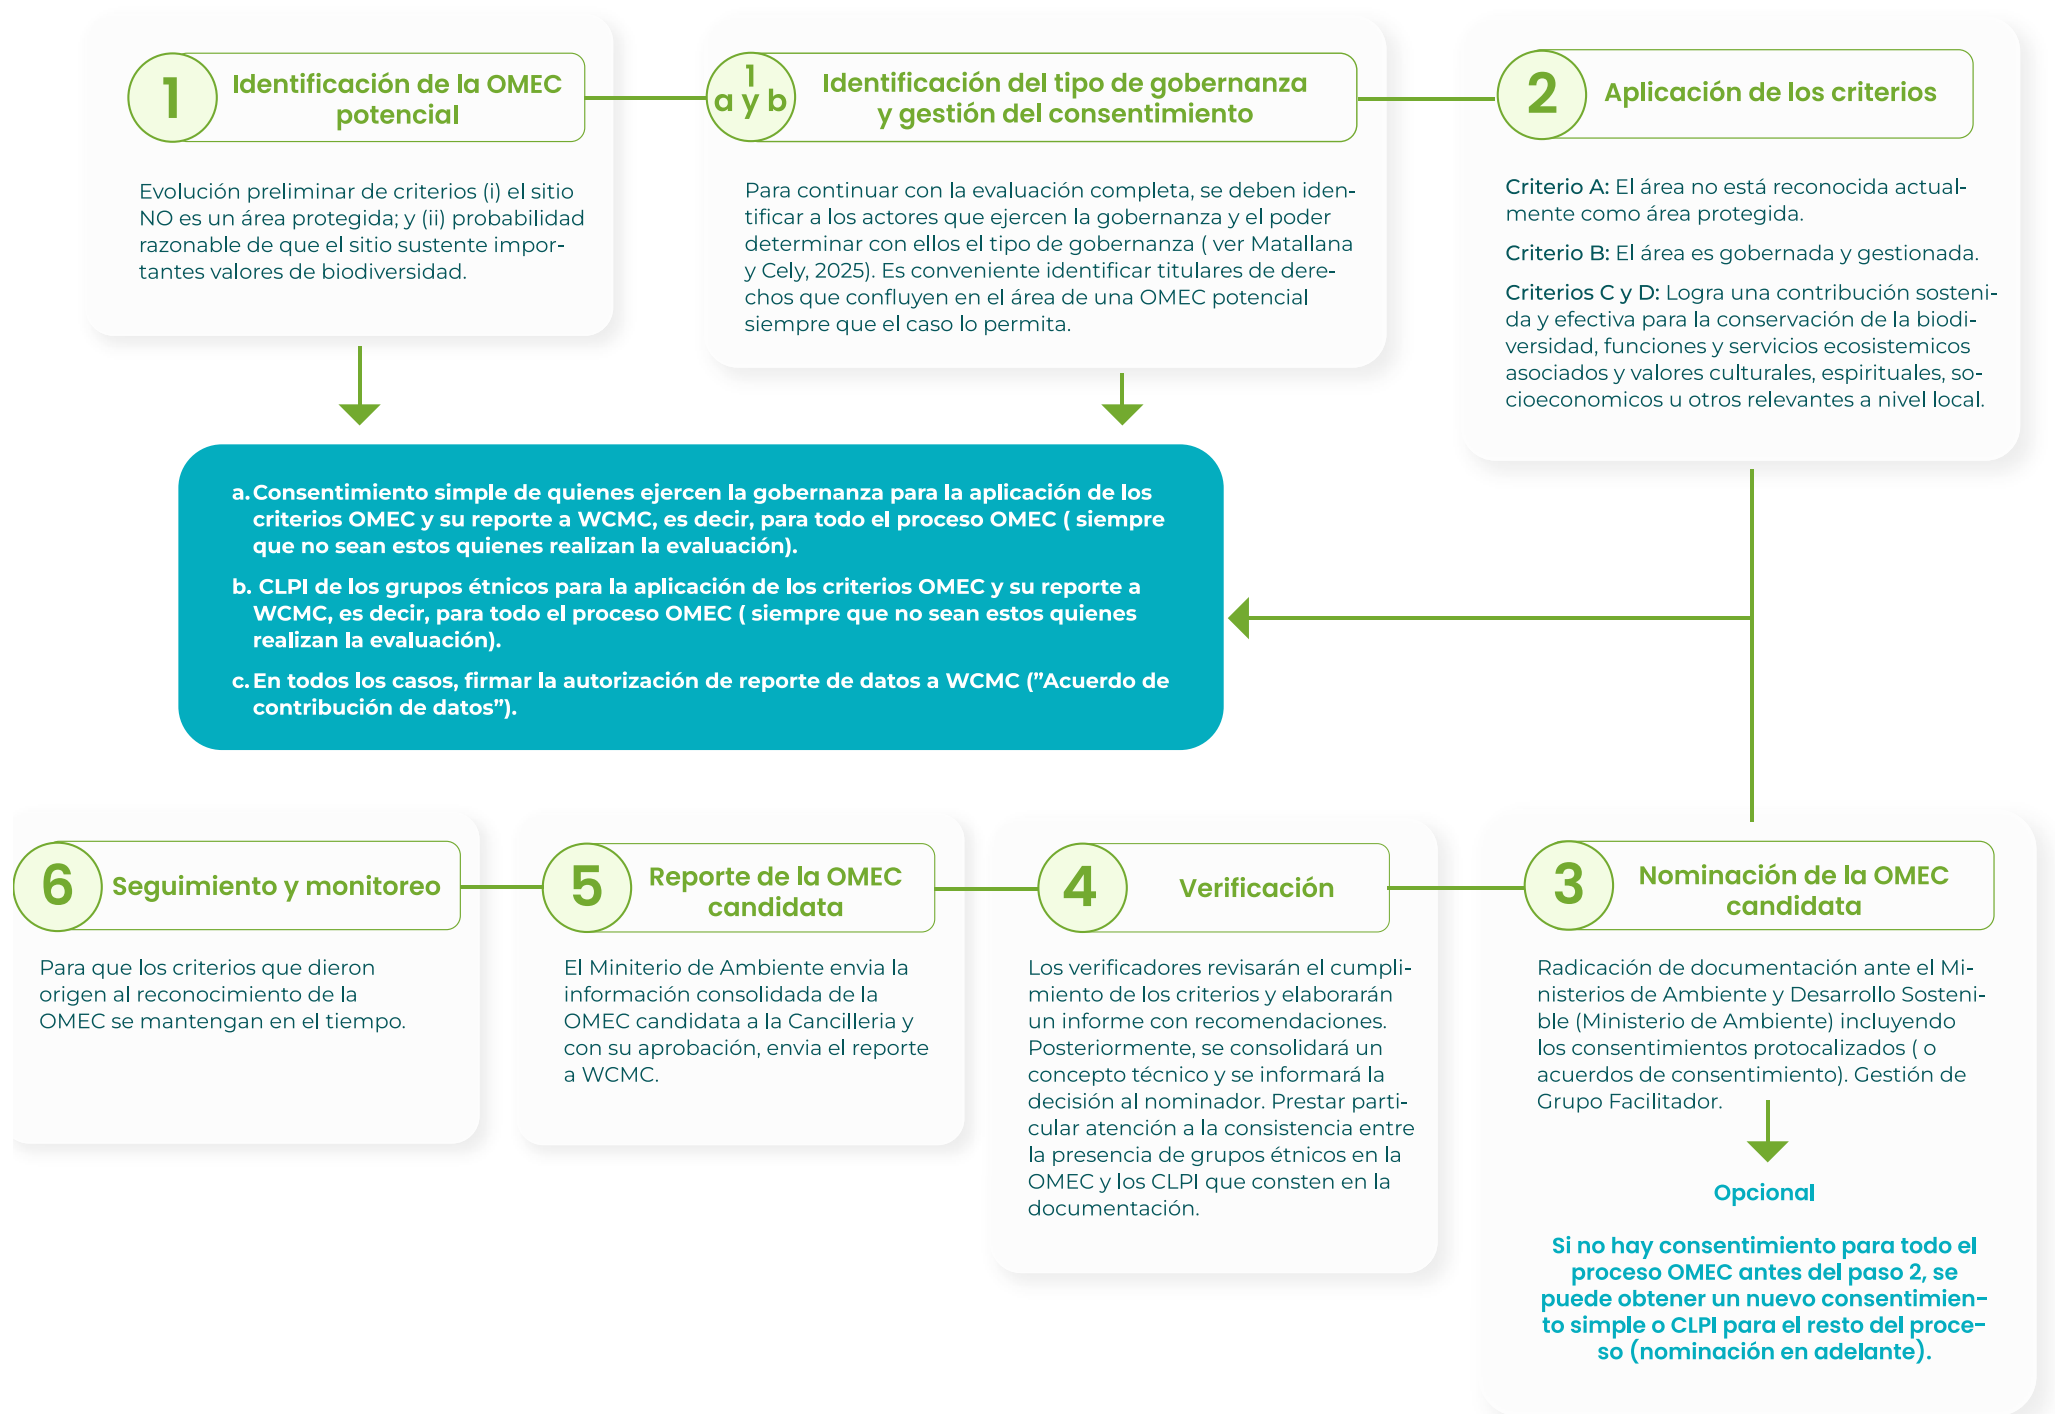 1
Identificación de la OMEC
potencial
Evolución preliminar de criterios (i) el sitio
NO es un área protegida; y (ii) probabilidad
razonable de que el sitio sustente impor-
tantes valores de biodiversidad.
1
a y b
Identificación del tipo de gobernanza
y gestión del consentimiento
Para continuar con la evaluación completa, se deben iden-
tificar a los actores que ejercen la gobernanza y el poder
determinar con ellos el tipo de gobernanza ( ver Matallana
y Cely, 2025). Es conveniente identificar titulares de dere-
chos que confluyen en el área de una OMEC potencial
siempre que el caso lo permita.
2
Aplicación de los criterios
Criterio A: El área no está reconocida actual-
mente como área protegida.
Criterio B: El área es gobernada y gestionada.
Criterios C y D: Logra una contribución sosteni-
da y efectiva para la conservación de la biodi-
versidad, funciones y servicios ecosistemicos
asociados y valores culturales, espirituales, so-
cioeconomicos u otros relevantes a nivel local.
a. Consentimiento simple de quienes ejercen la gobernanza para la aplicación de los
criterios OMEC y su reporte a WCMC, es decir, para todo el proceso OMEC ( siempre
que no sean estos quienes realizan la evaluación).
b. CLPI de los grupos étnicos para la aplicación de los criterios OMEC y su reporte a
WCMC, es decir, para todo el proceso OMEC ( siempre que no sean estos quienes
realizan la evaluación).
c. En todos los casos, firmar la autorización de reporte de datos a WCMC (”Acuerdo de
contribución de datos”).
6
Seguimiento y monitoreo
Para que los criterios que dieron
origen al reconocimiento de la
OMEC se mantengan en el tiempo.
5
Reporte de la OMEC
candidata
El Miniterio de Ambiente envia la
información consolidada de la
OMEC candidata a la Cancilleria y
con su aprobación, envia el reporte
a WCMC.
4
Verificación
Los verificadores revisarán el cumpli-
miento de los criterios y elaborarán
un informe con recomendaciones.
Posteriormente, se consolidará un
concepto técnico y se informará la
decisión al nominador. Prestar parti-
cular atención a la consistencia entre
la presencia de grupos étnicos en la
OMEC y los CLPI que consten en la
documentación.
3
Nominación de la OMEC
candidata
Radicación de documentación ante el Mi-
nisterios de Ambiente y Desarrollo Sosteni-
ble (Ministerio de Ambiente) incluyendo
los consentimientos protocalizados ( o
acuerdos de consentimiento). Gestión de
Grupo Facilitador.
Opcional
Si no hay consentimiento para todo el
proceso OMEC antes del paso 2, se
puede obtener un nuevo consentimien-
to simple o CLPI para el resto del proce-
so (nominación en adelante).